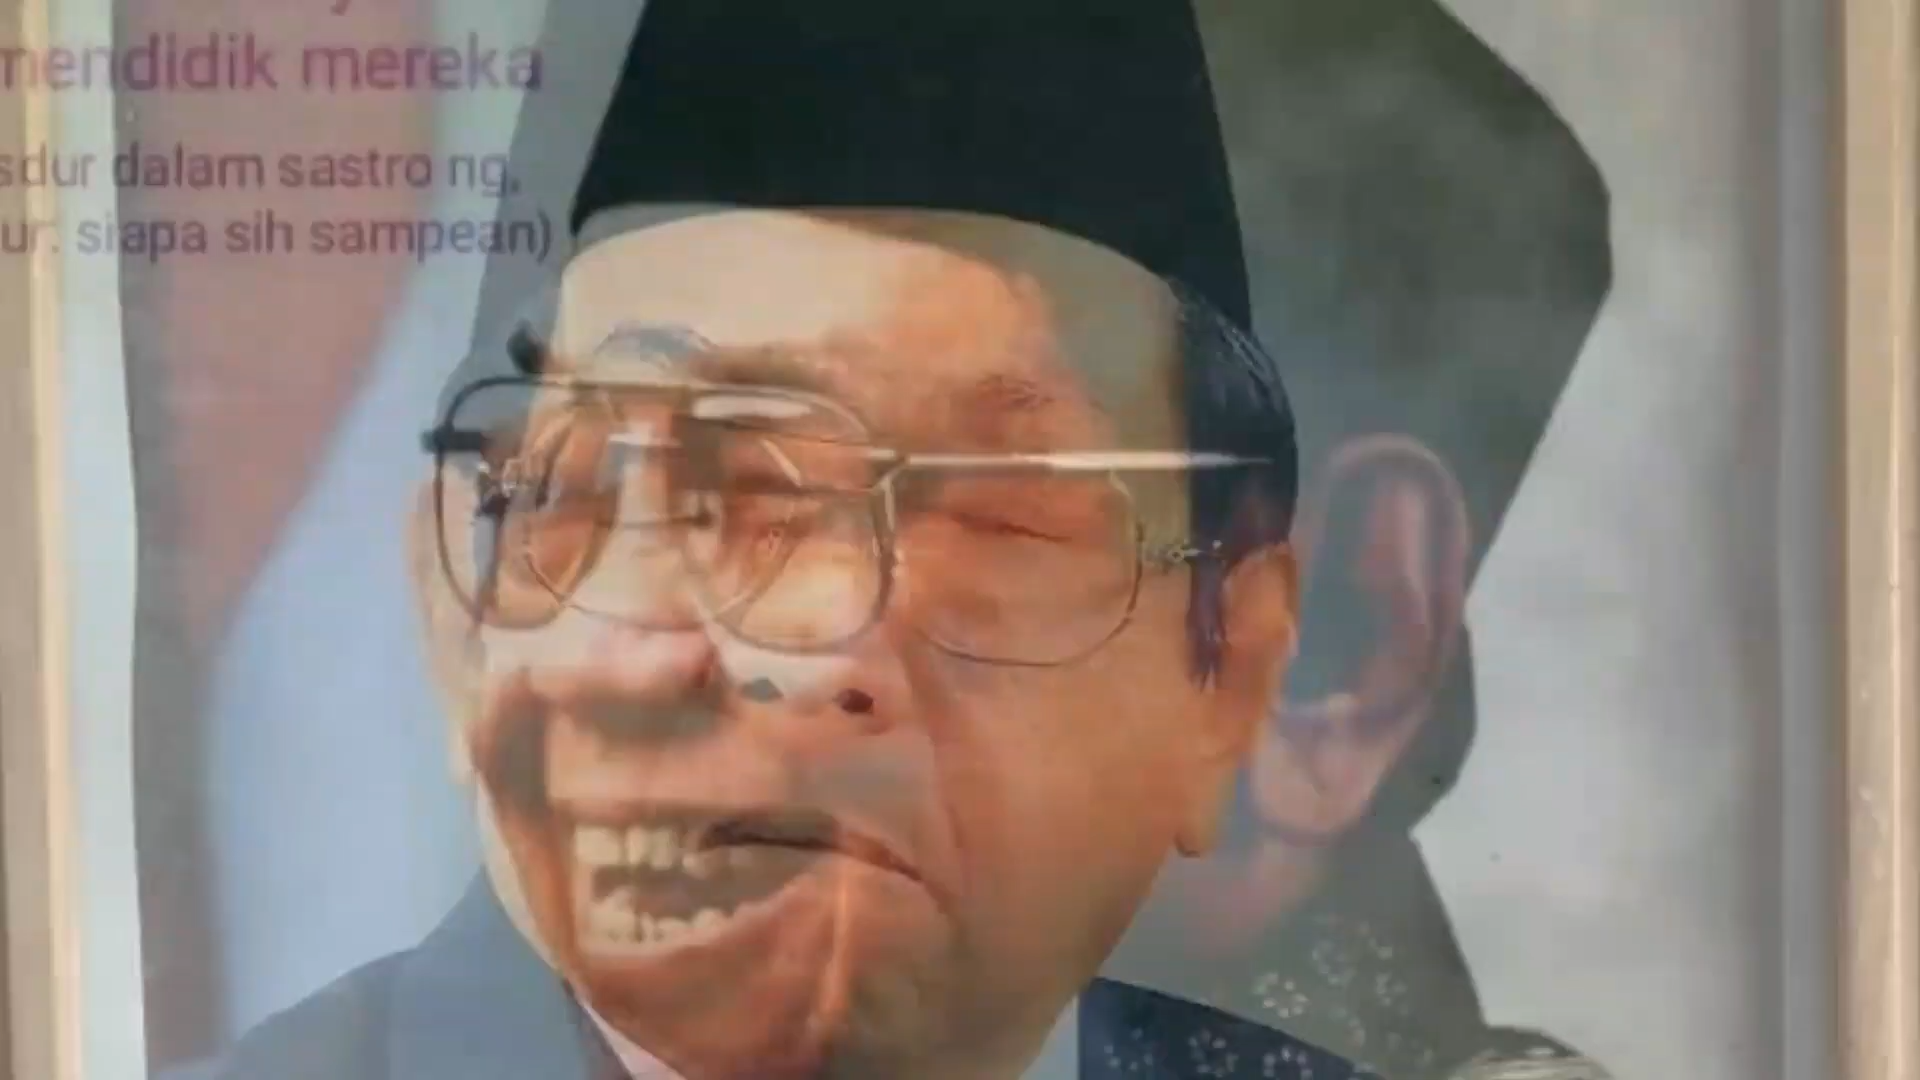 mendidik mereka
sdur dalam sastro ng,
ur. siapa sih sampean)